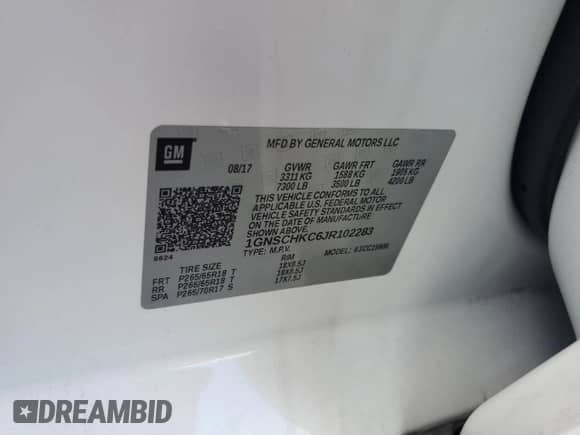 GM
MFD BY GENERAL MOTORS LLC
08/17 GVWR GAWR FRT GAWR RR
3311 KG 1588 KG 1905 KG
7300 LB 3500 LB 4200 LB
THIS VEHICLE CONFORMS TO ALL
APPLICABLE U.S. FEDERAL MOTOR
VEHICLE SAFETY STANDARDS IN EFFECT
ON THE DATE OF MANUFACTURE
1GNSCHKC6JR102283
TYPE: M.P.V. MODEL:
6624
TIRE SIZE RIM
FRT P265/65R18 T 18X8.5J
RR P265/65R18 T 18X8.5J
SPA P265/70R17 S 17X7.5J
DREAMBID